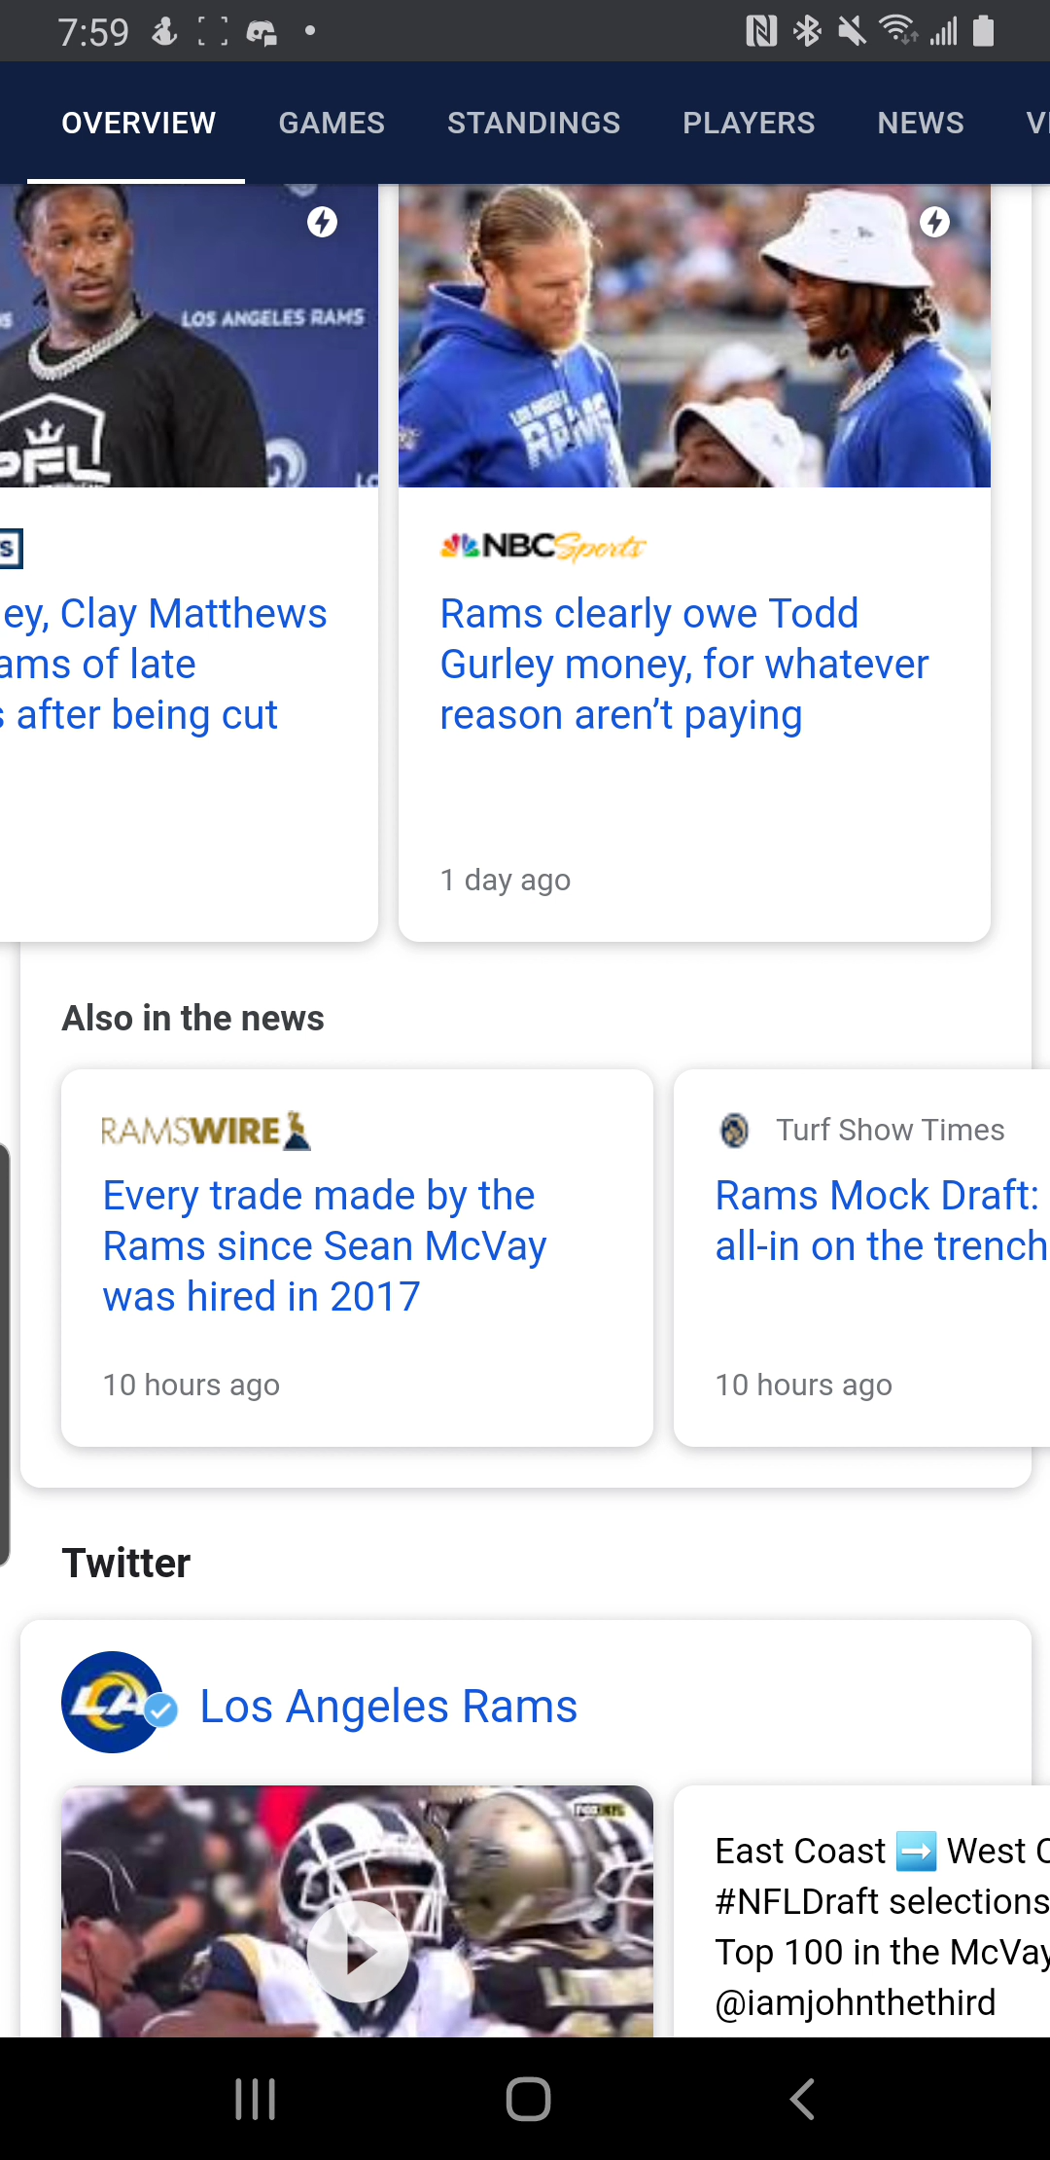 7:59
OVERVIEW GAMES STANDINGS PLAYERS NEWS
LOS ANGELES RAMS
PFL
RAMS
NBC Sports
ey, Clay Matthews
ams of late
s after being cut
Rams clearly owe Todd
Gurley money, for whatever
reason aren’t paying
1 day ago
Also in the news
RAMSWIRE
Every trade made by the
Rams since Sean McVay
was hired in 2017
10 hours ago
Turf Show Times
Rams Mock Draft:
all-in on the trench
10 hours ago
Twitter
LA
Los Angeles Rams
East Coast ➡️ West C
#NFLDraft selections
Top 100 in the McVay
@iamjohnthethird